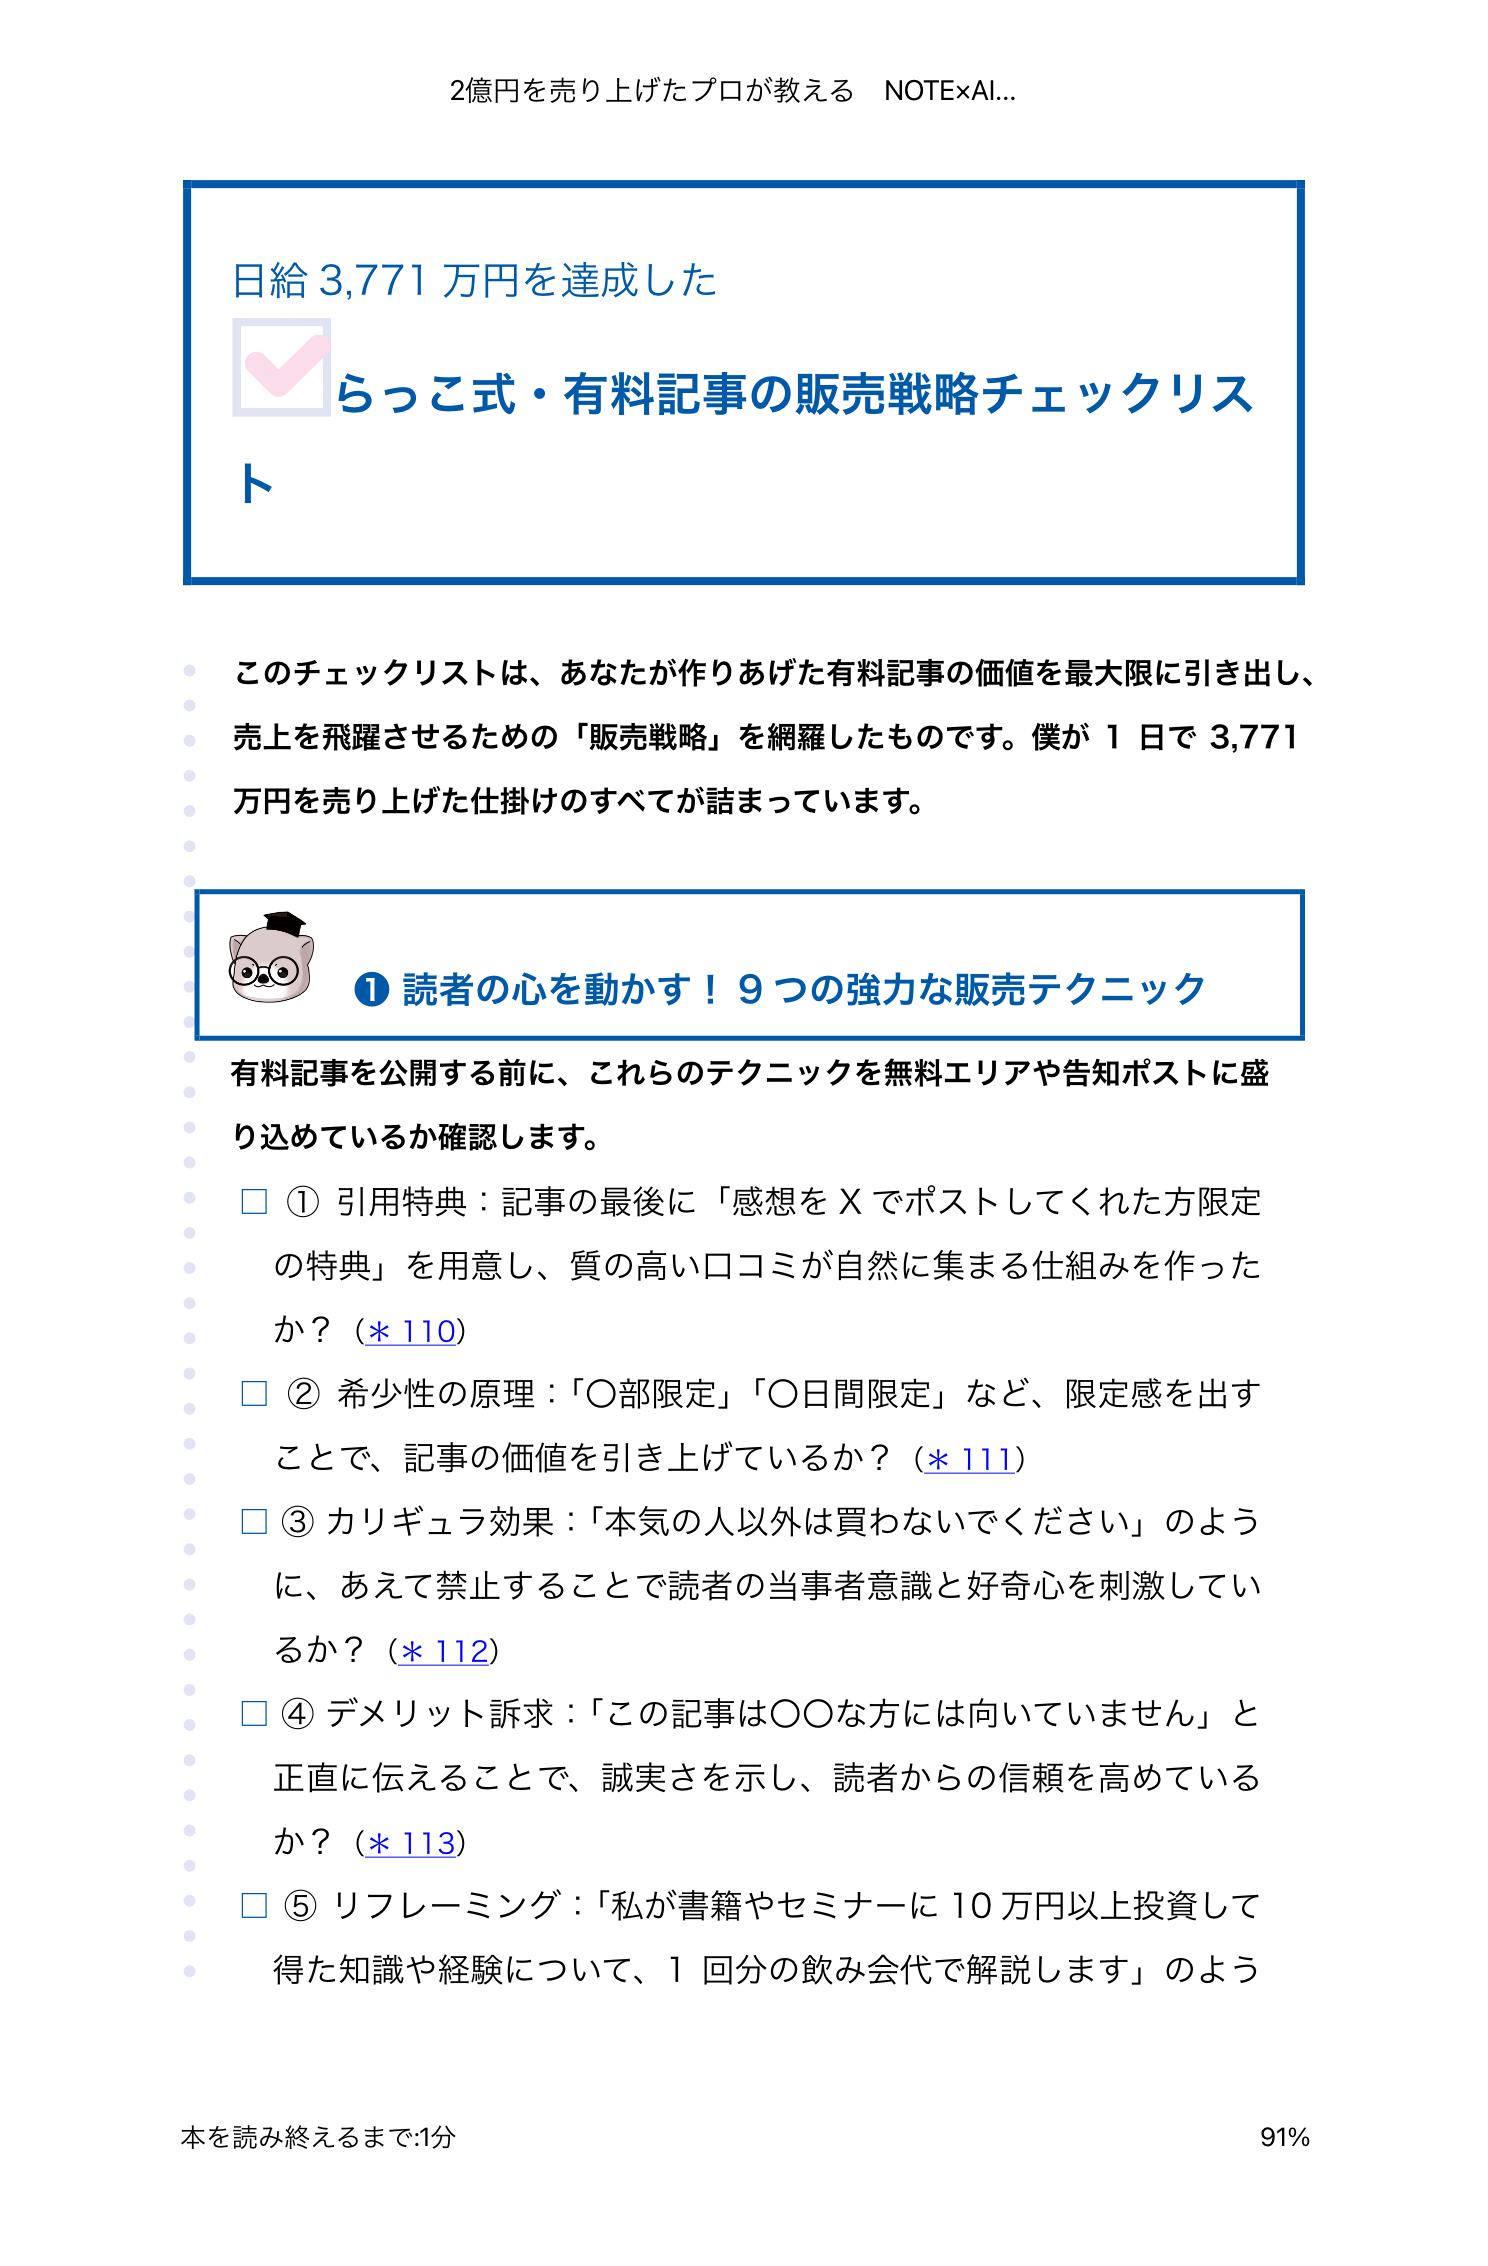 2億円を売り上げたプロが教える　NOTE×AI...
日給 3,771 万円を達成した
らっこ式・有料記事の販売戦略チェックリス
ト
このチェックリストは、あなたが作りあげた有料記事の価値を最大限に引き出し、
売上を飛躍させるための「販売戦略」を網羅したものです。僕が 1 日で 3,771
万円を売り上げた仕掛けのすべてが詰まっています。
❶ 読者の心を動かす！９つの強力な販売テクニック
有料記事を公開する前に、これらのテクニックを無料エリアや告知ポストに盛
り込めているか確認します。
□ ① 引用特典：記事の最後に「感想を X でポストしてくれた方限定
の特典」を用意し、質の高い口コミが自然に集まる仕組みを作った
か？（＊ 110）
□ ② 希少性の原理：「〇部限定」「〇日間限定」など、限定感を出す
ことで、記事の価値を引き上げているか？（＊ 111）
□ ③ カリギュラ効果：「本気の人以外は買わないでください」のよう
に、あえて禁止することで読者の当事者意識と好奇心を刺激してい
るか？（＊ 112）
□ ④ デメリット訴求：「この記事は〇〇な方には向いていません」と
正直に伝えることで、誠実さを示し、読者からの信頼を高めている
か？（＊ 113）
□ ⑤ リフレーミング：「私が書籍やセミナーに 10 万円以上投資して
得た知識や経験について、1 回分の飲み会代で解説します」のよう
本を読み終えるまで:1分
91%